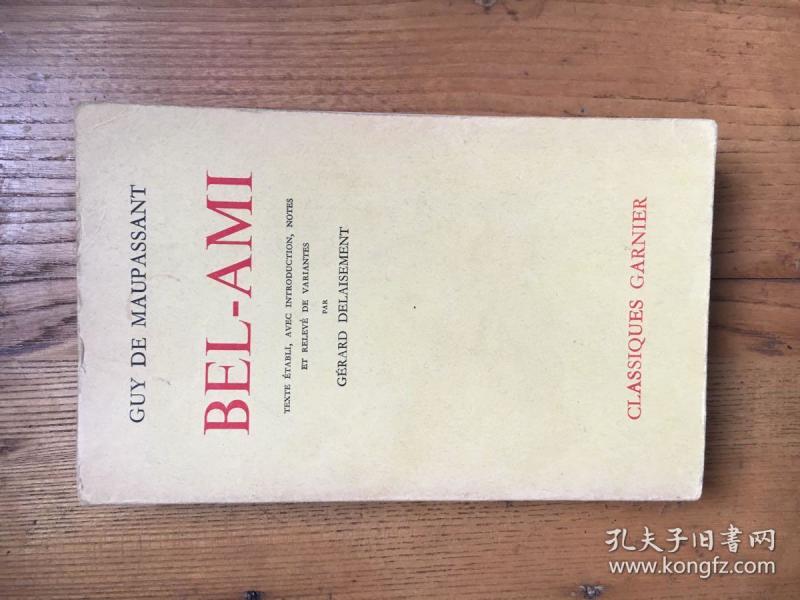 GUY DE MAUPASSANT
BEL-AMI
TEXTE ÉTABLI, AVEC INTRODUCTION, NOTES
ET RELEVÉ DE VARIANTES
PAR
GÉRARD DELAISEMENT
CLASSIQUES GARNIER
孔夫子旧书网
www.kongfz.com